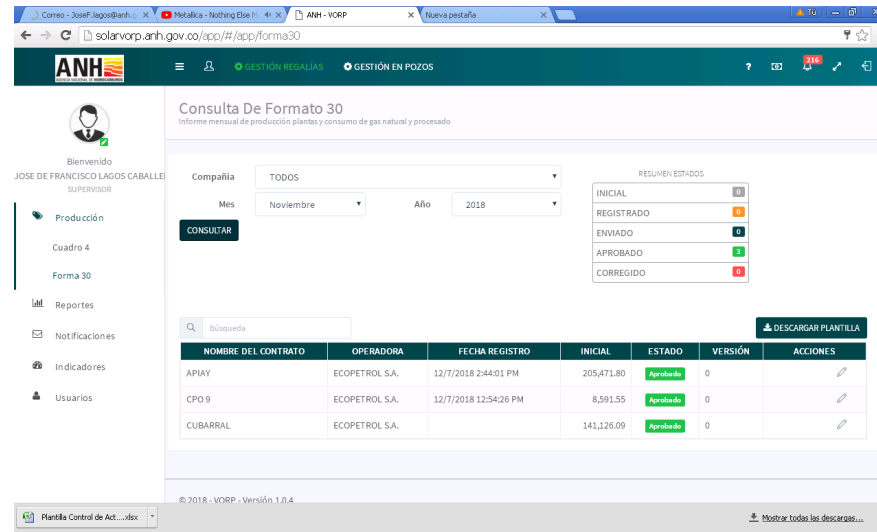 Correo - JoseF.lagos@anh.g
Metallica - Nothing Else M
ANH - VORP
Nueva pestaña
Tú
solarvorp.anh.gov.co/app/#/app/forma30
ANH
AGENCIA NACIONAL DE HIDROCARBUROS
GESTIÓN REGALÍAS
GESTIÓN EN POZOS
?
216
Bienvenido
JOSE DE FRANCISCO LAGOS CABALLE
SUPERVISOR
Producción
Cuadro 4
Forma 30
Reportes
Notificaciones
Indicadores
Usuarios
Consulta De Formato 30
Informe mensual de producción plantas y consumo de gas natural y procesado
Compañia TODOS
Mes Noviembre Año 2018
CONSULTAR
RESUMEN ESTADOS
INICIAL 0
REGISTRADO 0
ENVIADO 0
APROBADO 3
CORREGIDO 0
Búsqueda
DESCARGAR PLANTILLA
NOMBRE DEL CONTRATO OPERADORA FECHA REGISTRO INICIAL ESTADO VERSIÓN ACCIONES
APIAY ECOPETROL S.A. 12/7/2018 2:44:01 PM 205,471.80 Aprobado 0
CPO 9 ECOPETROL S.A. 12/7/2018 12:54:26 PM 8,591.55 Aprobado 0
CUBARRAL ECOPETROL S.A. 141,126.09 Aprobado 0
© 2018 - VORP - Versión 1.0.4
Plantilla Control de Act....xlsx
Mostrar todas las descargas...